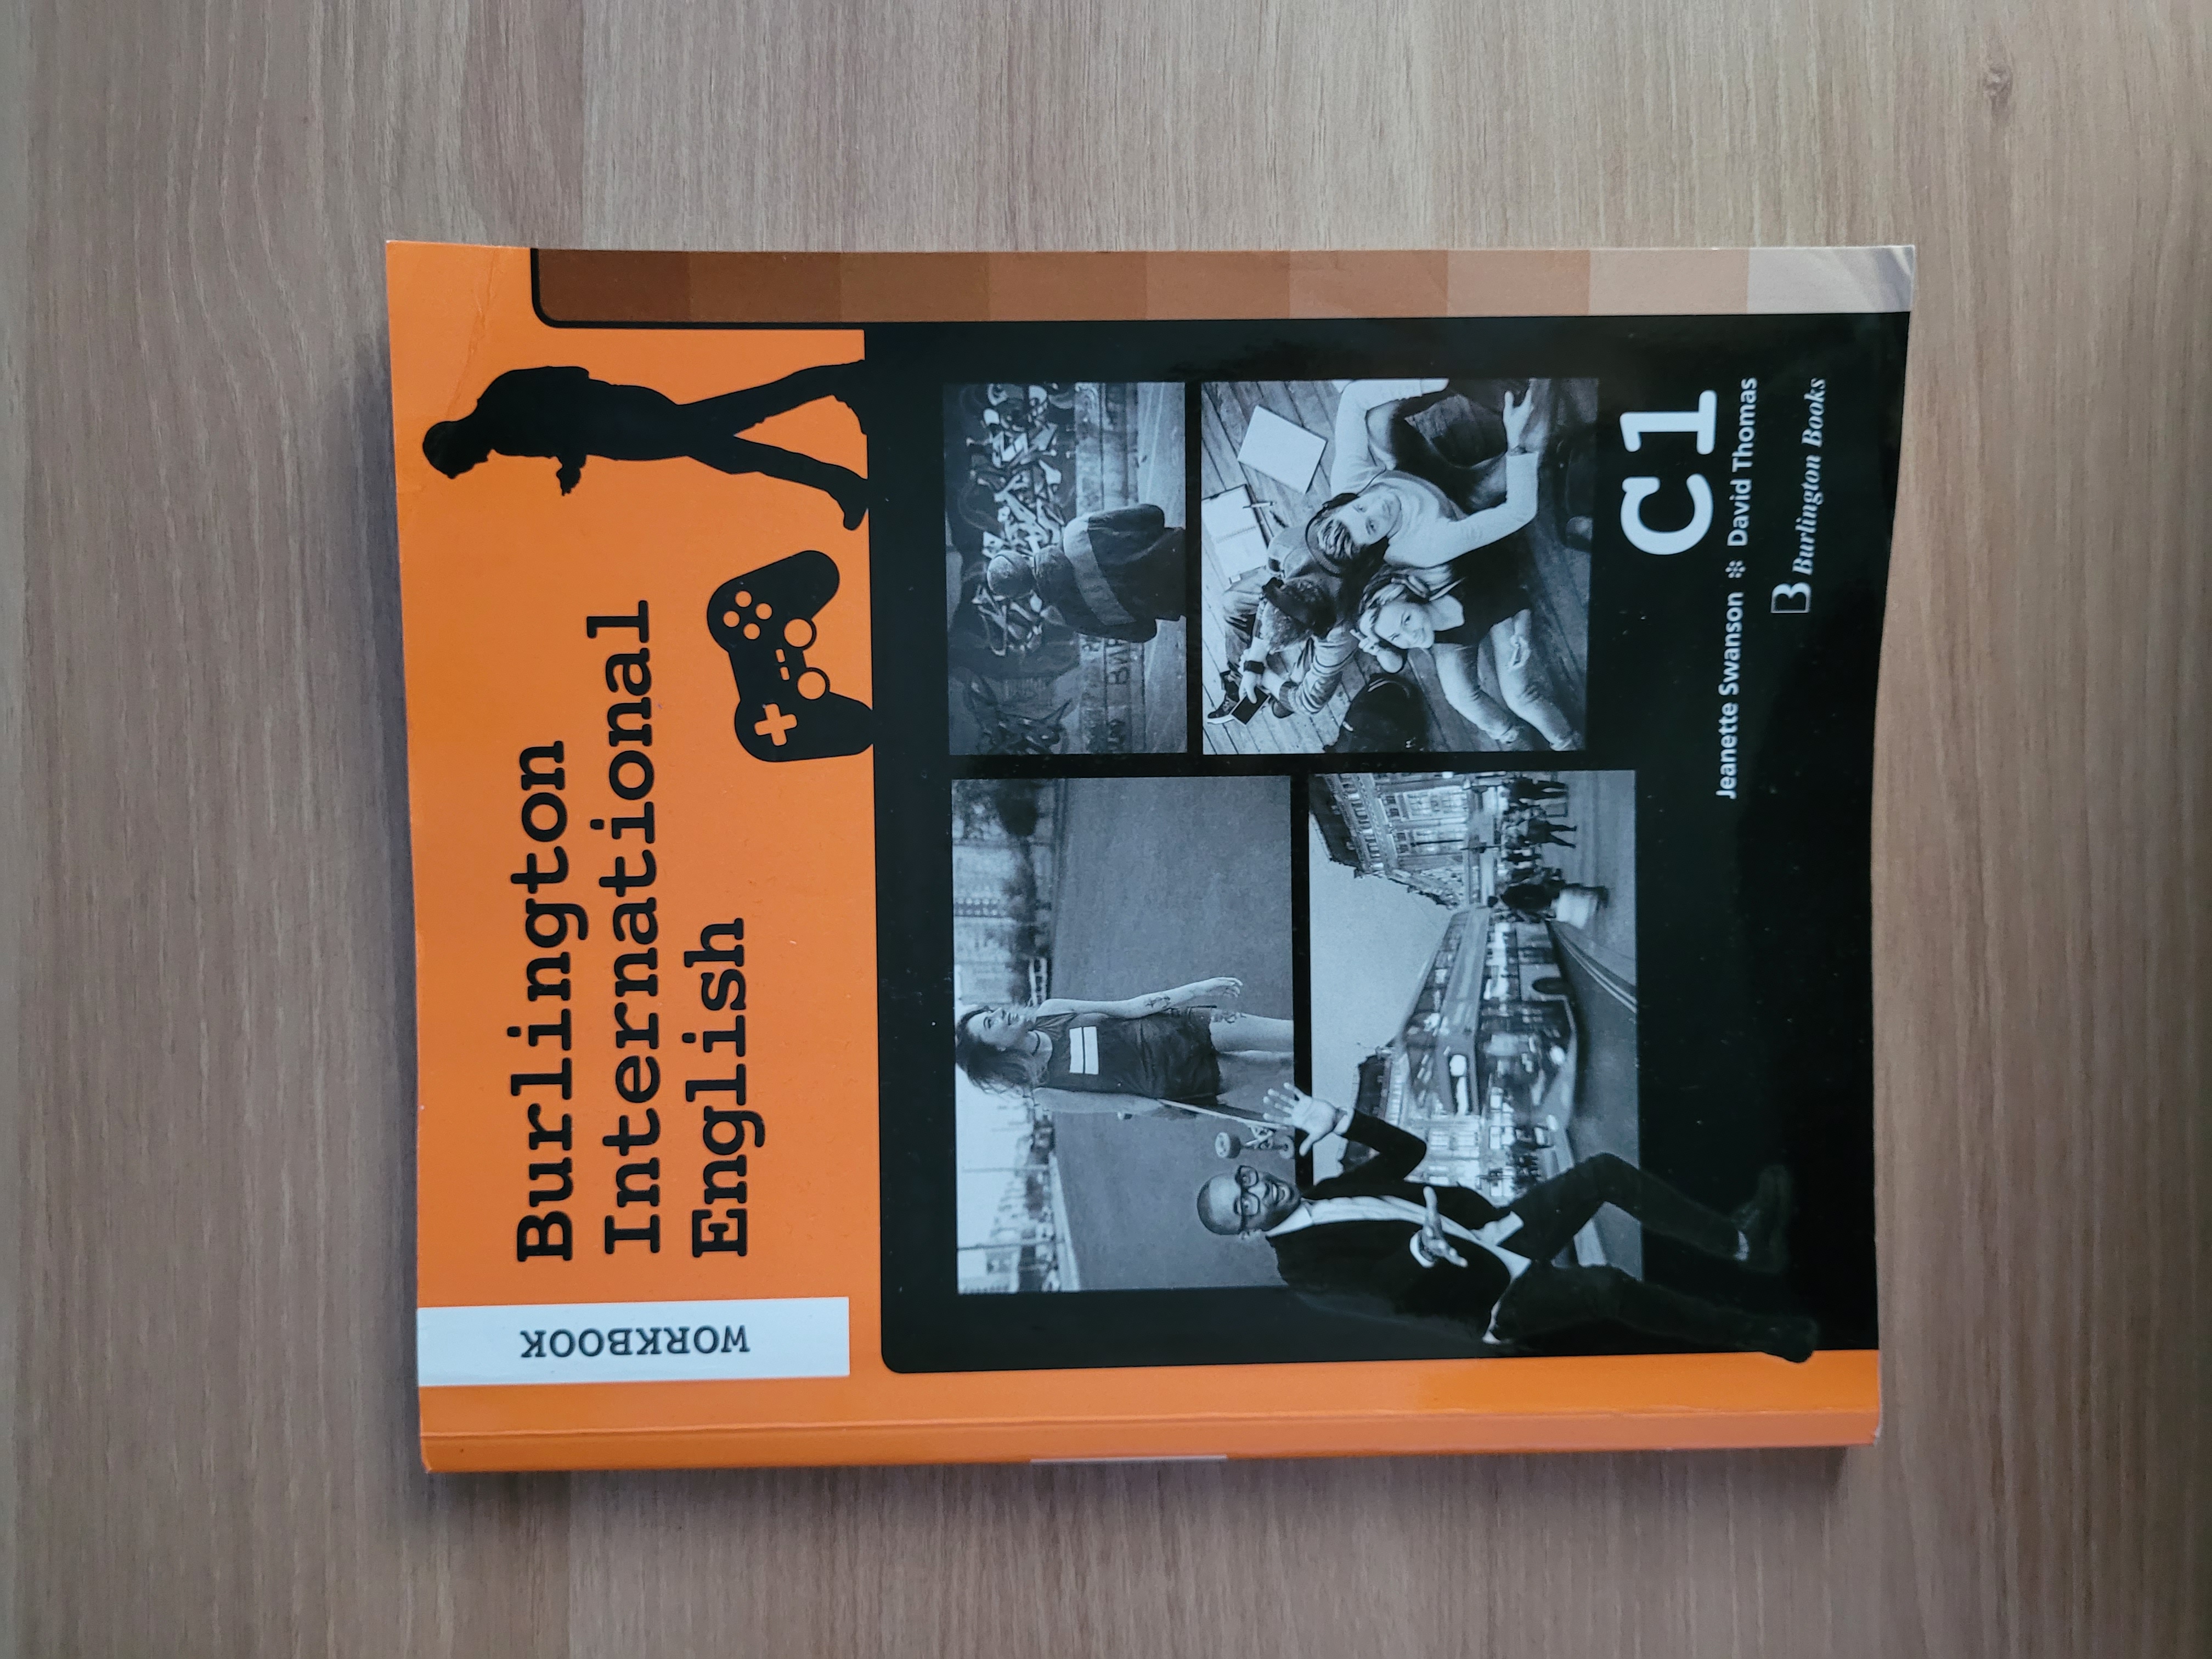 WORKBOOK
Burlington
International
English
C1
Jeanette Swanson ✻ David Thomas
B Burlington Books